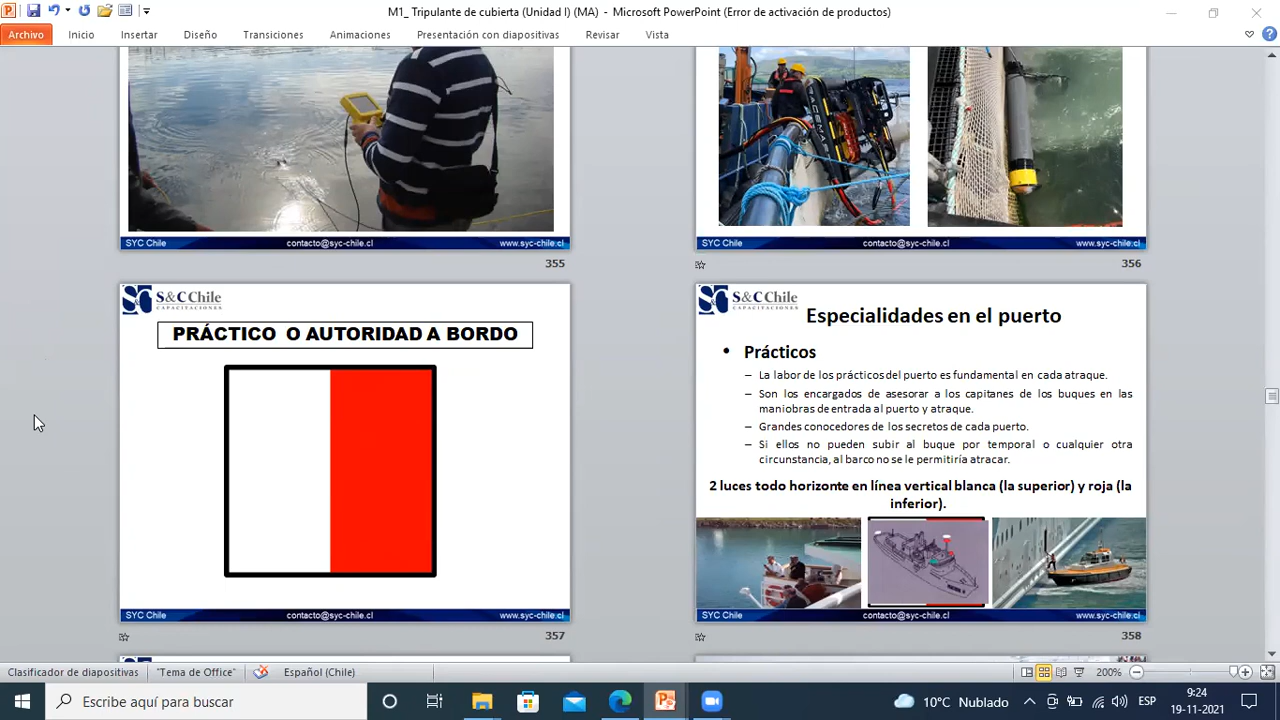 M1_ Tripulante de cubierta (Unidad I) (MA) - Microsoft PowerPoint (Error de activación de productos)
Archivo Inicio Insertar Diseño Transiciones Animaciones Presentación con diapositivas Revisar Vista
SYC Chile contacto@syc-chile.cl www.syc-chile.cl
355
SYC Chile contacto@syc-chile.cl www.syc-chile.cl
356
S&C Chile
CAPACITACIONES
PRÁCTICO O AUTORIDAD A BORDO
SYC Chile contacto@syc-chile.cl www.syc-chile.cl
357
S&C Chile
CAPACITACIONES
Especialidades en el puerto
• Prácticos
– La labor de los prácticos del puerto es fundamental en cada atraque.
– Son los encargados de asesorar a los capitanes de los buques en las
maniobras de entrada al puerto y atraque.
– Grandes conocedores de los secretos de cada puerto.
– Si ellos no pueden subir al buque por temporal o cualquier otra
circunstancia, al barco no se le permitiría atracar.
2 luces todo horizonte en línea vertical blanca (la superior) y roja (la
inferior).
SYC Chile contacto@syc-chile.cl www.syc-chile.cl
358
Clasificador de diapositivas "Tema de Office" Español (Chile) 200%
Escribe aquí para buscar
10°C Nublado
ESP
9:24
19-11-2021